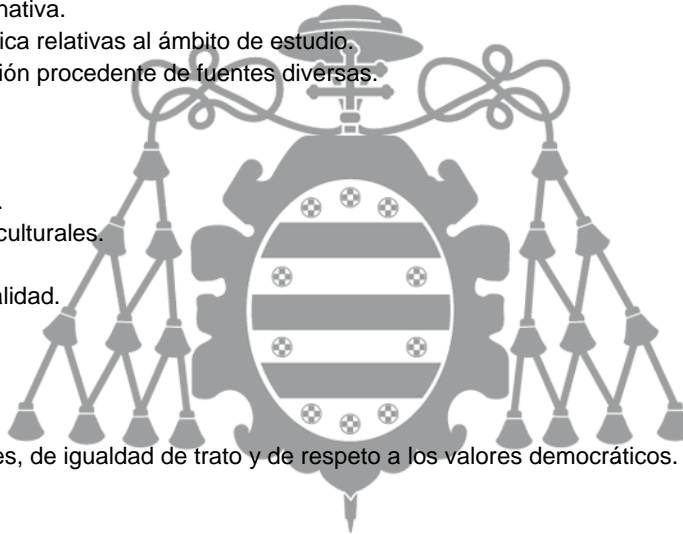 nativa.
ica relativas al ámbito de estudio.
ión procedente de fuentes diversas.
.
culturales.
alidad.
es, de igualdad de trato y de respeto a los valores democráticos.